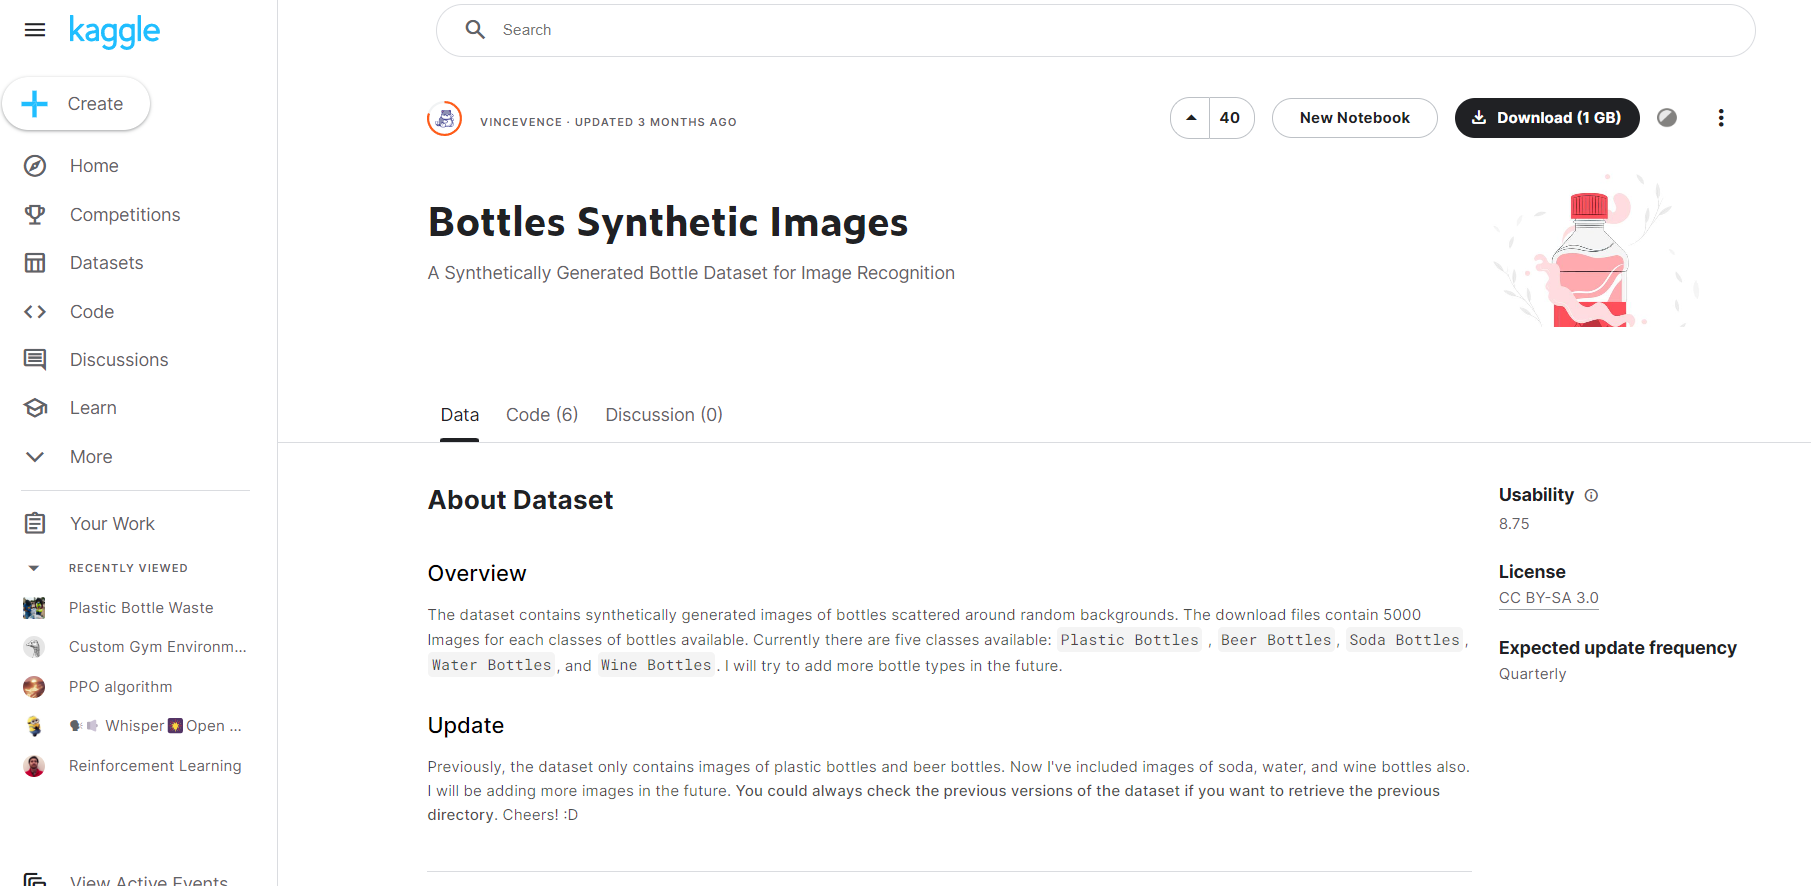 kaggle
Search
Create
Home
Competitions
Datasets
Code
Discussions
Learn
More
Your Work
RECENTLY VIEWED
Plastic Bottle Waste
Custom Gym Environm...
PPO algorithm
🗣️📢 Whisper🎇Open ...
Reinforcement Learning
View Active Events
VINCEVENCE · UPDATED 3 MONTHS AGO
40
New Notebook
Download (1 GB)
Bottles Synthetic Images
A Synthetically Generated Bottle Dataset for Image Recognition
Data Code (6) Discussion (0)
About Dataset
Overview
The dataset contains synthetically generated images of bottles scattered around random backgrounds. The download files contain 5000
Images for each classes of bottles available. Currently there are five classes available: Plastic Bottles , Beer Bottles, Soda Bottles,
Water Bottles, and Wine Bottles. I will try to add more bottle types in the future.
Update
Previously, the dataset only contains images of plastic bottles and beer bottles. Now I've included images of soda, water, and wine bottles also.
I will be adding more images in the future. You could always check the previous versions of the dataset if you want to retrieve the previous
directory. Cheers! :D
Usability
8.75
License
CC BY-SA 3.0
Expected update frequency
Quarterly